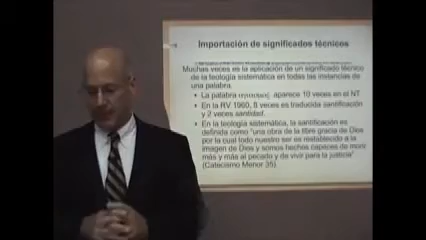 Importación de significados técnicos
Muchas veces es la aplicación de un significado técnico
de la teología sistemática en todas las instancias de
una palabra.
La palabra aparece 10 veces en el NT
En la RV 1960, 8 veces es traducida santificación
y 2 veces santidad.
En la teología sistemática, la santificación es
definida como "una obra de la libre gracia de Dios
por la cual todo nuestro ser es restablecido a la
imagen de Dios y somos hechos capaces de morir
más y más al pecado y de vivir para la justicia"
(Catecismo Menor 35).